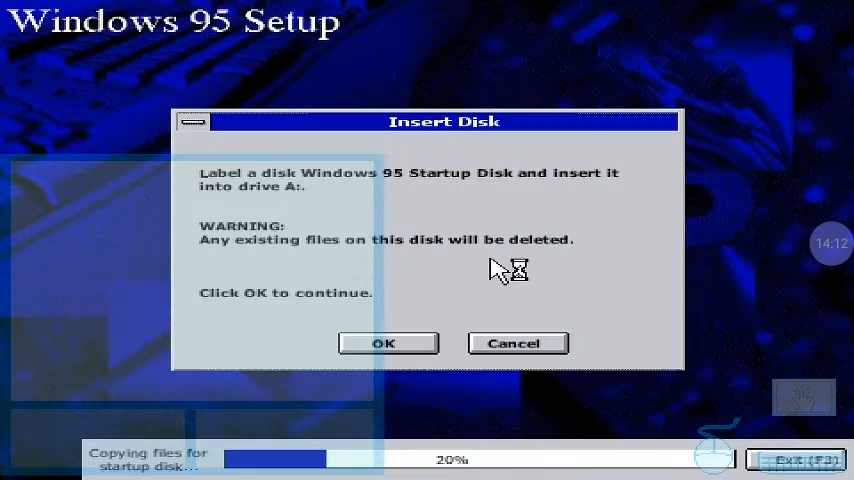 Windows 95 Setup
Insert Disk
Label a disk Windows 95 Startup Disk and insert it
into drive A:.
WARNING:
Any existing files on this disk will be deleted.
Click OK to continue.
OK
Cancel
14:12
Copying files for
startup disk...
20%
Exit (F3)